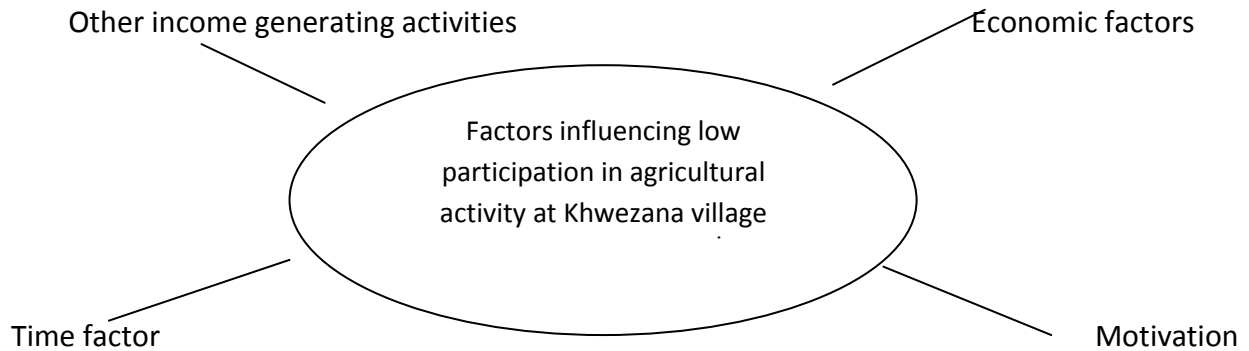 Other income generating activities
Economic factors
Factors influencing low
participation in agricultural
activity at Khwezana village
.
Time factor
Motivation